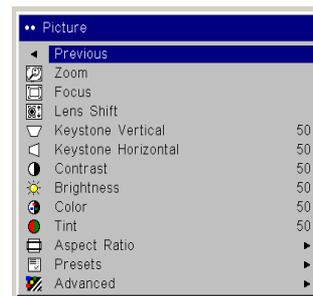 •• Picture
Previous
Zoom
Focus
Lens Shift
Keystone Vertical 50
Keystone Horizontal 50
Contrast 50
Brightness 50
Color 50
Tint 50
Aspect Ratio
Presets
Advanced